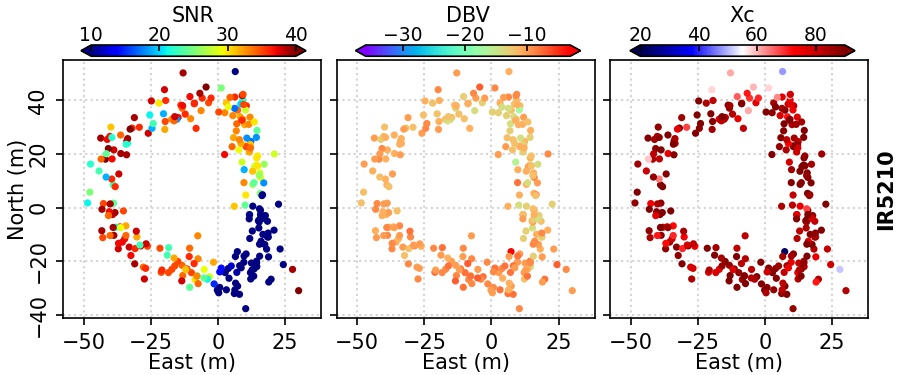 SNR DBV Xc
10 20 30 40 −30 −20 −10 20 40 60 80
40
20
0
−20
−40
North (m)
−50 −25 0 25 −50 −25 0 25 −50 −25 0 25
East (m) East (m) East (m)
IR5210